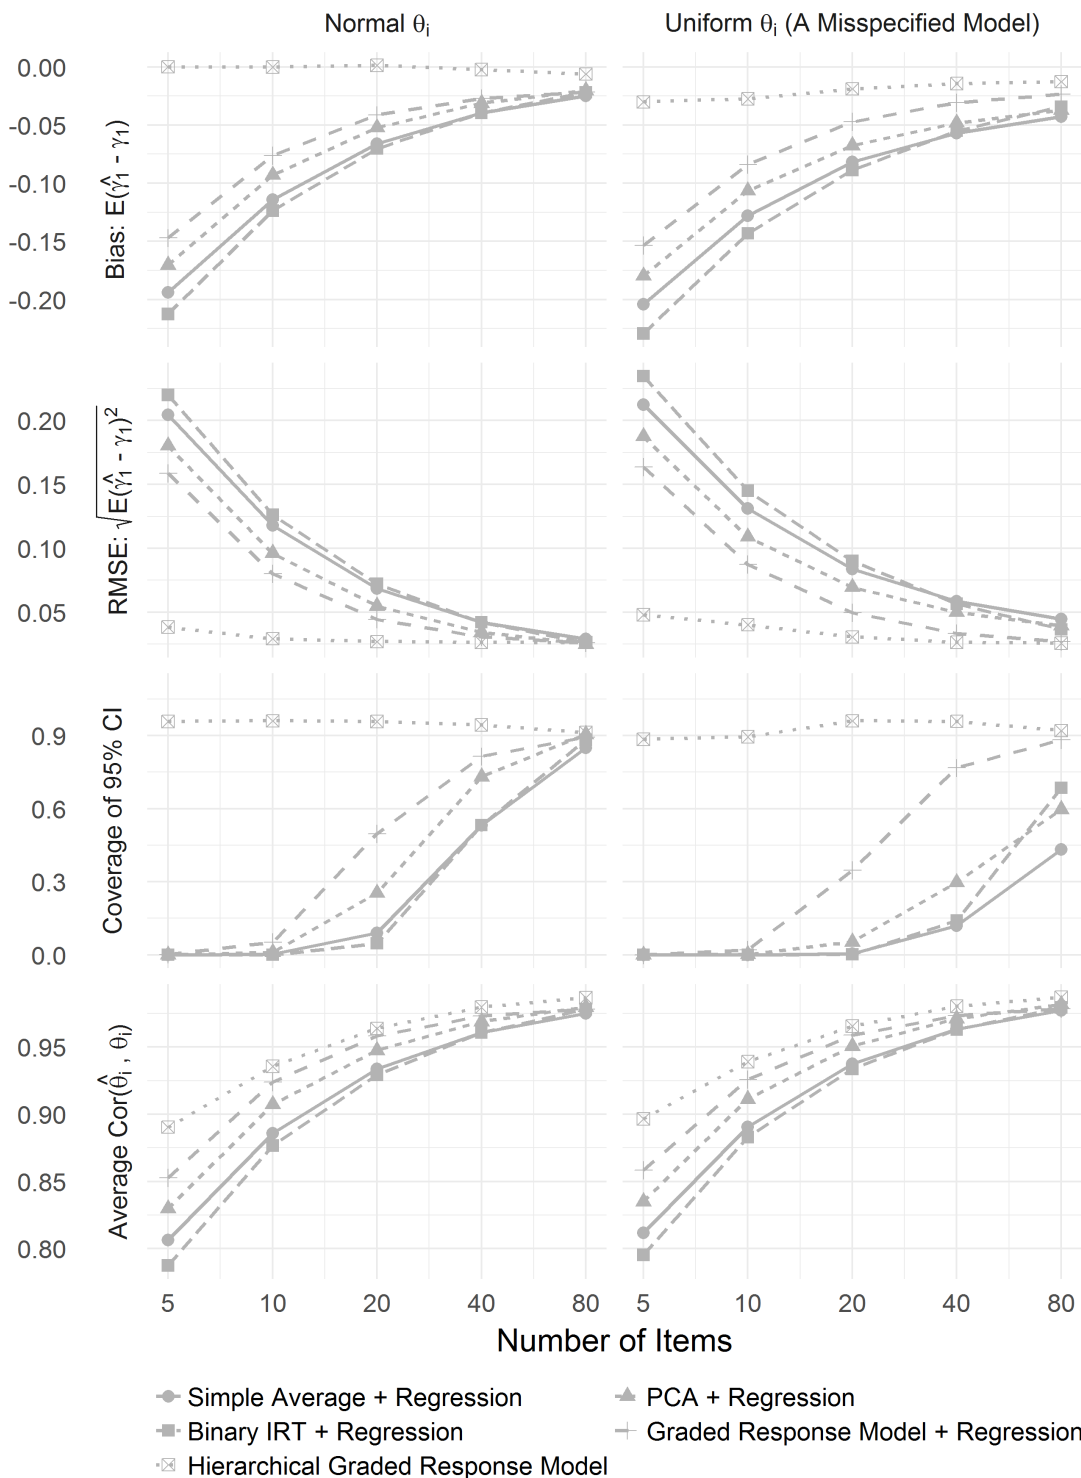 Normal θi
Uniform θi (A Misspecified Model)
Bias: E(γ̂1 - γ1)
0.00
-0.05
-0.10
-0.15
-0.20
RMSE: √E(γ̂1 - γ1)²
0.20
0.15
0.10
0.05
Coverage of 95% CI
0.9
0.6
0.3
0.0
Average Cor(θ̂i , θi)
0.95
0.90
0.85
0.80
5 10 20 40 80
5 10 20 40 80
Number of Items
Simple Average + Regression
PCA + Regression
Binary IRT + Regression
Graded Response Model + Regression
Hierarchical Graded Response Model